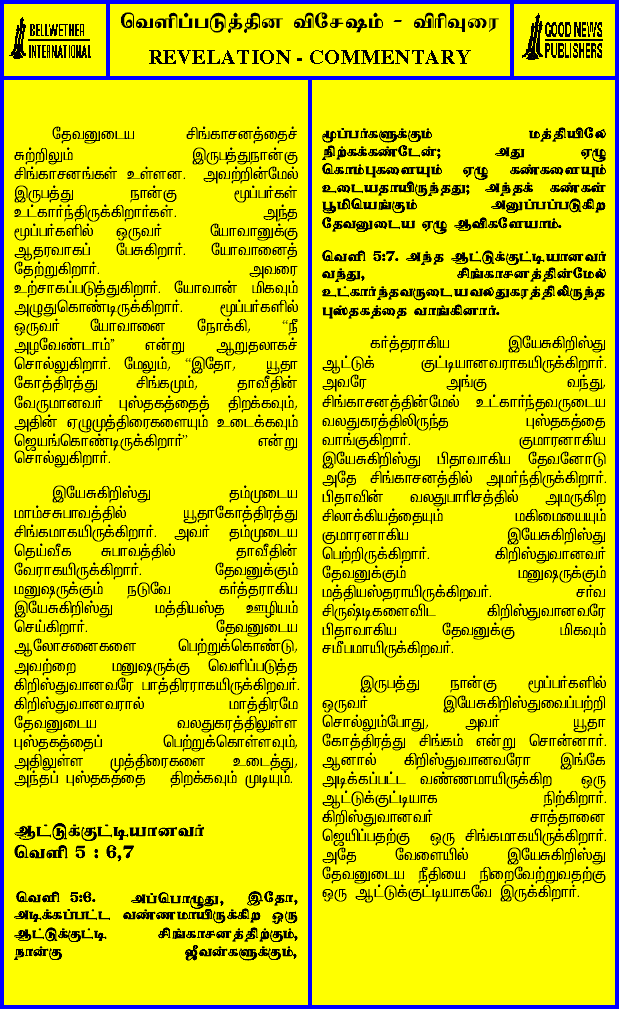 BELLWETHER
INTERNATIONAL
வெளிப்படுத்தின விசேஷம் - விரிவுரை
REVELATION - COMMENTARY
GOOD NEWS
PUBLISHERS
தேவனுடைய சிங்காசனத்தைச்
சுற்றிலும் இருபத்துநான்கு
சிங்காசனங்கள் உள்ளன. அவற்றின்மேல்
இருபத்து நான்கு மூப்பர்கள்
உட்கார்ந்திருக்கிறார்கள். அந்த
மூப்பர்களில் ஒருவர் யோவானுக்கு
ஆதரவாகப் பேசுகிறார். யோவானைத்
தேற்றுகிறார். அவரை
உற்சாகப்படுத்துகிறார். யோவான் மிகவும்
அழுதுகொண்டிருக்கிறார். மூப்பர்களில்
ஒருவர் யோவானை நோக்கி, “நீ
அழவேண்டாம்” என்று ஆறுதலாகச்
சொல்லுகிறார். மேலும், “இதோ, யூதா
கோத்திரத்து சிங்கமும், தாவீதின்
வேருமானவர் புஸ்தகத்தைத் திறக்கவும்,
அதின் ஏழுமுத்திரைகளையும் உடைக்கவும்
ஜெயங்கொண்டிருக்கிறார்” என்று
சொல்லுகிறார்.
இயேசுகிறிஸ்து தம்முடைய
மாம்சசுபாவத்தில் யூதாகோத்திரத்து
சிங்கமாகயிருக்கிறார். அவர் தம்முடைய
தெய்வீக சுபாவத்தில் தாவீதின்
வேராகயிருக்கிறார். தேவனுக்கும்
மனுஷருக்கும் நடுவே கர்த்தராகிய
இயேசுகிறிஸ்து மத்தியஸ்த ஊழியம்
செய்கிறார். தேவனுடைய
ஆலோசனைகளை பெற்றுக்கொண்டு,
அவற்றை மனுஷருக்கு வெளிப்படுத்த
கிறிஸ்துவானவரே பாத்திரராகயிருக்கிறவர்.
கிறிஸ்துவானவரால் மாத்திரமே
தேவனுடைய வலதுகரத்திலுள்ள
புஸ்தகத்தைப் பெற்றுக்கொள்ளவும்,
அதிலுள்ள முத்திரைகளை உடைத்து,
அந்தப் புஸ்தகத்தை திறக்கவும் முடியும்.
ஆட்டுக்குட்டியானவர்
வெளி 5 : 6,7
வெளி 5:6. அப்பொழுது, இதோ,
அடிக்கப்பட்ட வண்ணமாயிருக்கிற ஒரு
ஆட்டுக்குட்டி சிங்காசனத்திற்கும்,
நான்கு ஜீவன்களுக்கும்,
மூப்பர்களுக்கும் மத்தியிலே
நிற்கக்கண்டேன்; அது ஏழு
கொம்புகளையும் ஏழு கண்களையும்
உடையதாயிருந்தது; அந்தக் கண்கள்
பூமியெங்கும் அனுப்பப்படுகிற
தேவனுடைய ஏழு ஆவிகளேயாம்.
வெளி 5:7. அந்த ஆட்டுக்குட்டியானவர்
வந்து, சிங்காசனத்தின்மேல்
உட்கார்ந்தவருடையவலதுகரத்திலிருந்த
புஸ்தகத்தை வாங்கினார்.
கர்த்தராகிய இயேசுகிறிஸ்து
ஆட்டுக் குட்டியானவராகயிருக்கிறார்.
அவரே அங்கு வந்து,
சிங்காசனத்தின்மேல் உட்கார்ந்தவருடைய
வலதுகரத்திலிருந்த புஸ்தகத்தை
வாங்குகிறார். குமாரனாகிய
இயேசுகிறிஸ்து பிதாவாகிய தேவனோடு
அதே சிங்காசனத்தில் அமர்ந்திருக்கிறார்.
பிதாவின் வலதுபாரிசத்தில் அமருகிற
சிலாக்கியத்தையும் மகிமையையும்
குமாரனாகிய இயேசுகிறிஸ்து
பெற்றிருக்கிறார். கிறிஸ்துவானவர்
தேவனுக்கும் மனுஷருக்கும்
மத்தியஸ்தராயிருக்கிறவர். சர்வ
சிருஷ்டிகளைவிட கிறிஸ்துவானவரே
பிதாவாகிய தேவனுக்கு மிகவும்
சமீபமாயிருக்கிறவர்.
இருபத்து நான்கு மூப்பர்களில்
ஒருவர் இயேசுகிறிஸ்துவைப்பற்றி
சொல்லும்போது, அவர் யூதா
கோத்திரத்து சிங்கம் என்று சொன்னார்.
ஆனால் கிறிஸ்துவானவரோ இங்கே
அடிக்கப்பட்ட வண்ணமாயிருக்கிற ஒரு
ஆட்டுக்குட்டியாக நிற்கிறார்.
கிறிஸ்துவானவர் சாத்தானை
ஜெயிப்பதற்கு ஒரு சிங்கமாகயிருக்கிறார்.
அதே வேளையில் இயேசுகிறிஸ்து
தேவனுடைய நீதியை நிறைவேற்றுவதற்கு
ஒரு ஆட்டுக்குட்டியாகவே இருக்கிறார்.